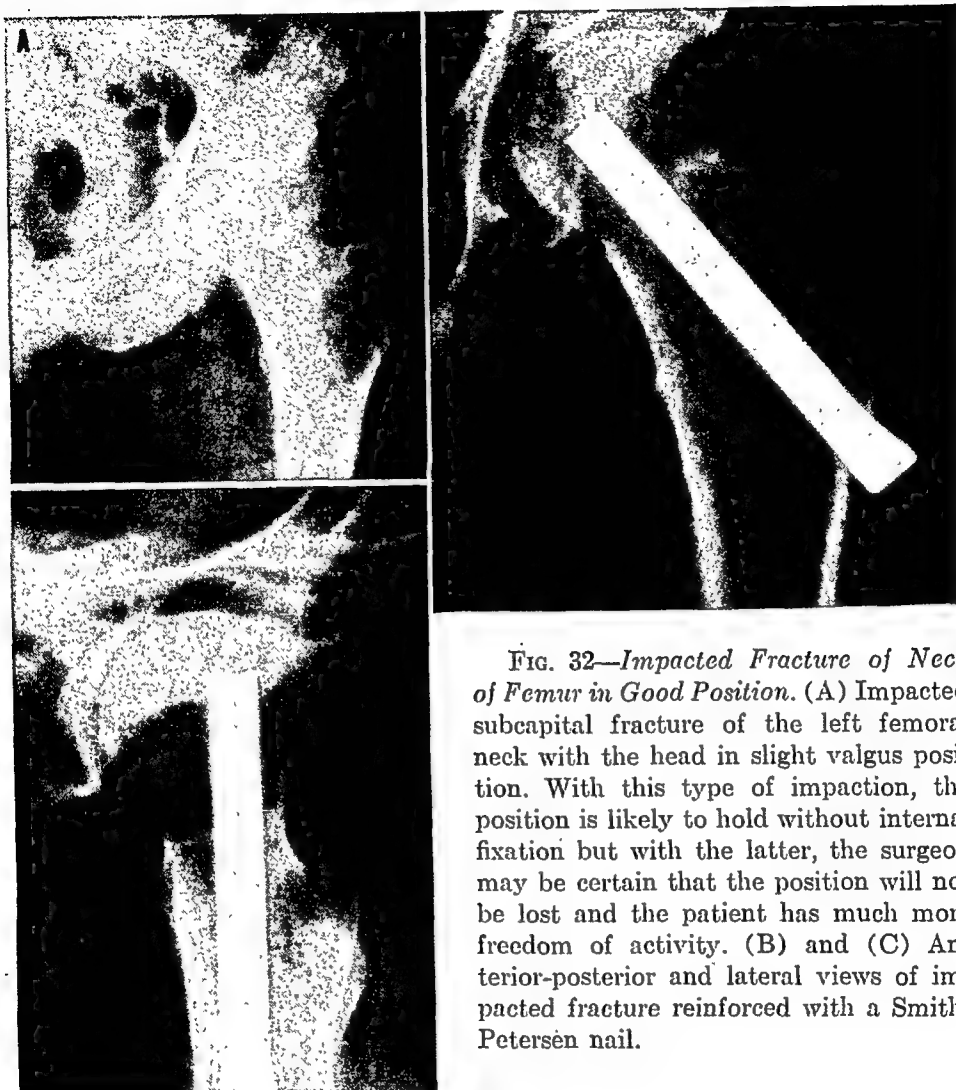 A
FIG. 32—Impacted Fracture of Nec
of Femur in Good Position. (A) Impacte
subcapital fracture of the left femora
neck with the head in slight valgus posi
tion. With this type of impaction, th
position is likely to hold without interna
fixation but with the latter, the surgeo
may be certain that the position will no
be lost and the patient has much mor
freedom of activity. (B) and (C) An
terior-posterior and lateral views of im
pacted fracture reinforced with a Smith
Petersen nail.